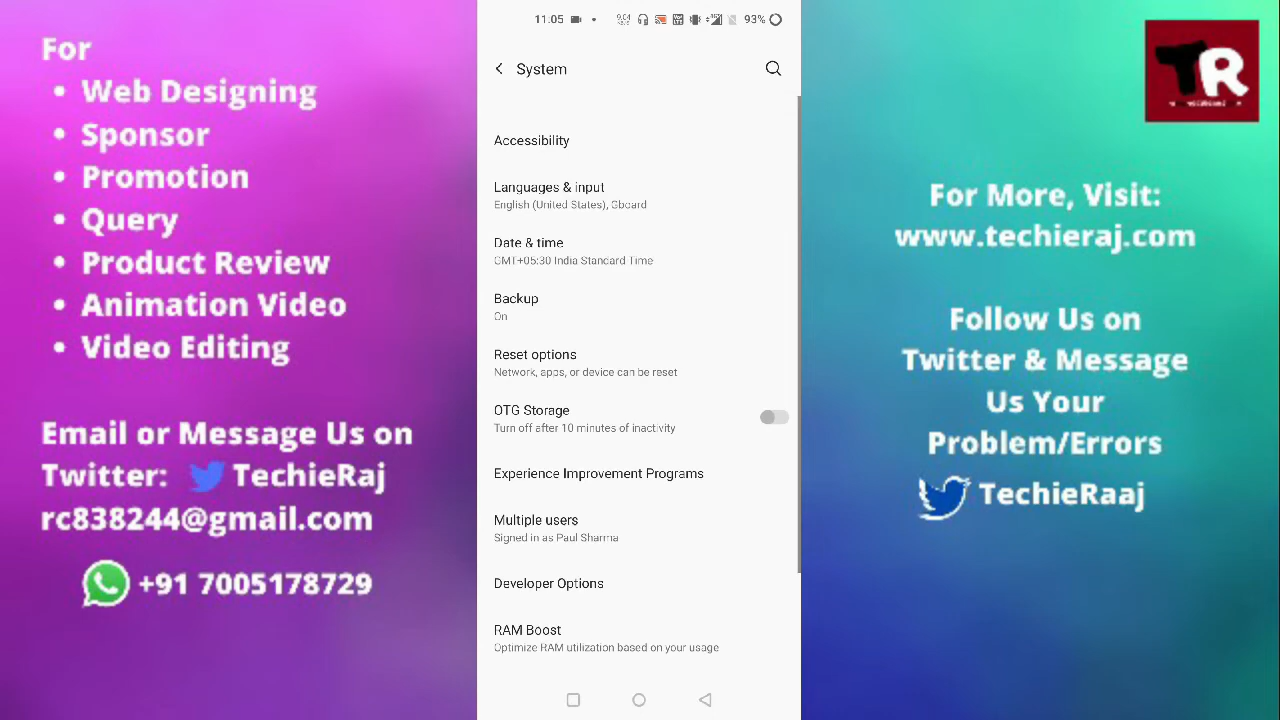 For
• Web Designing
• Sponsor
• Promotion
• Query
• Product Review
• Animation Video
• Video Editing
Email or Message Us on
Twitter: TechieRaj
rc838244@gmail.com
+91 7005178729
11.05
93%
System
Accessibility
Languages & input
English (United States), Gboard
Date & time
GMT+05:30 India Standard Time
Backup
On
Reset options
Network, apps, or device can be reset
OTG Storage
Turn off after 10 minutes of inactivity
Experience Improvement Programs
Multiple users
Signed in as Paul Sharma
Developer Options
RAM Boost
Optimize RAM utilization based on your usage
TR
For More, Visit:
www.techieraj.com
Follow Us on
Twitter & Message
Us Your
Problem/Errors
TechieRaaj